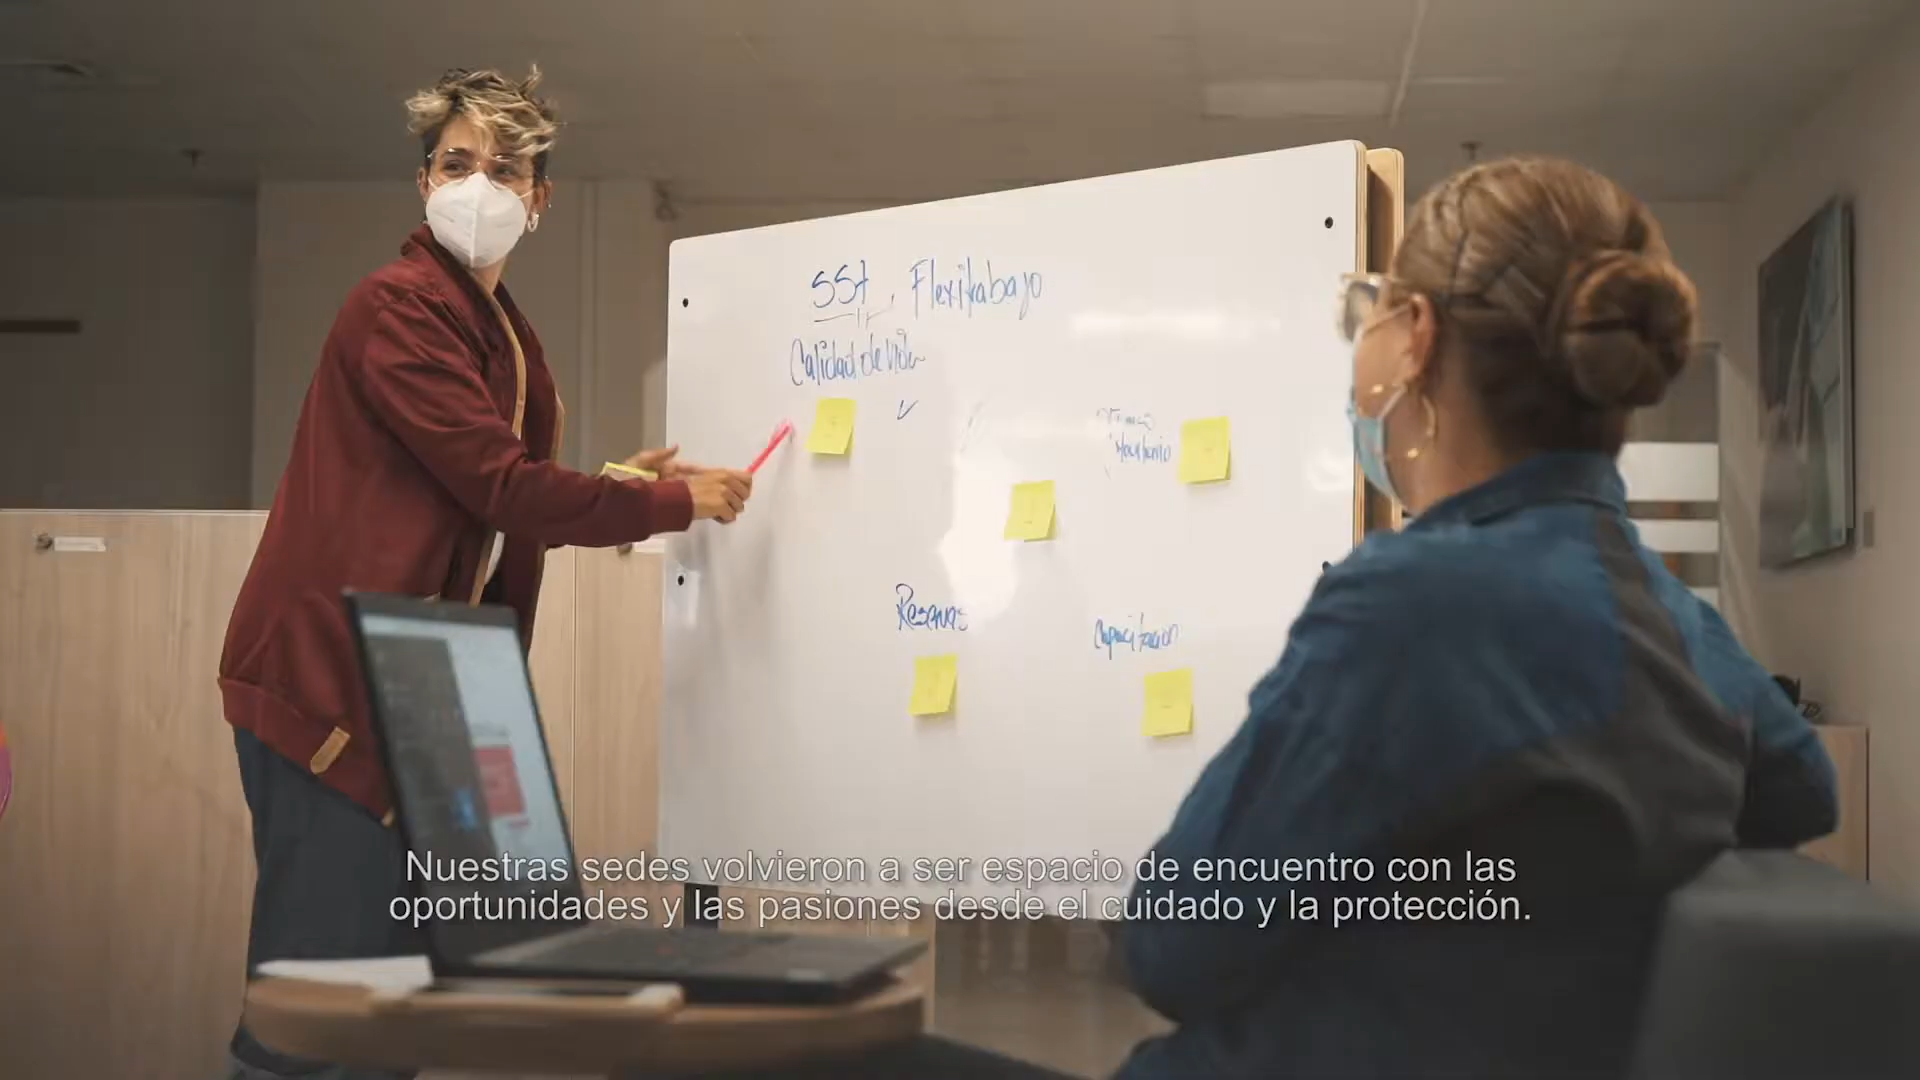 SST, Flexitrabajo
Calidad de vida
Reservas
Capacitacion
Nuestras sedes volvieron a ser espacio de encuentro con las
oportunidades y las pasiones desde el cuidado y la protección.